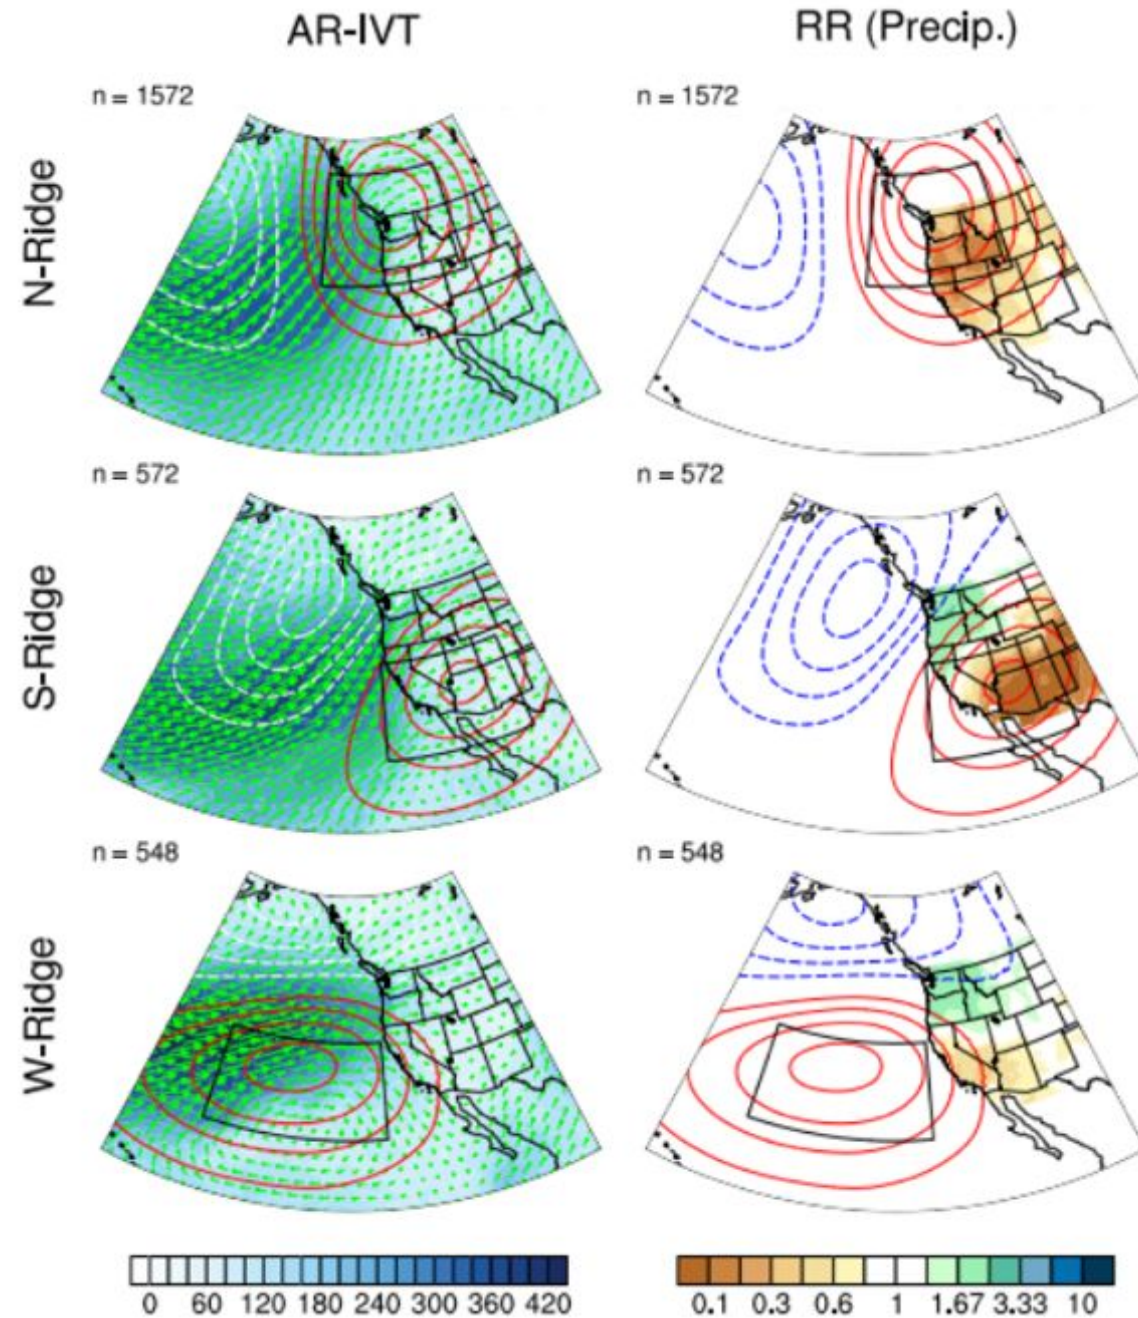 AR-IVT RR (Precip.)
n = 1572 n = 1572
N-Ridge
n = 572 n = 572
S-Ridge
n = 548 n = 548
W-Ridge
0 60 120 180 240 300 360 420 0.1 0.3 0.6 1 1.67 3.33 10